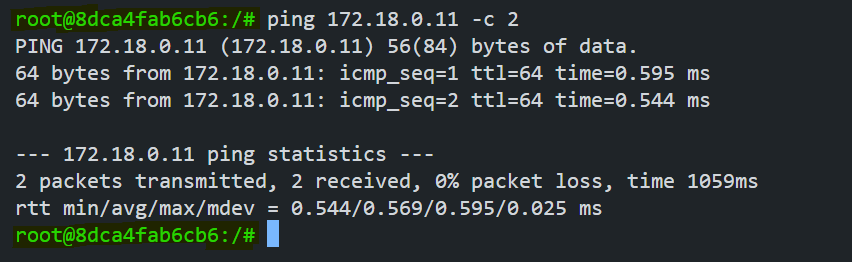 root@8dca4fab6cb6:/# ping 172.18.0.11 -c 2
PING 172.18.0.11 (172.18.0.11) 56(84) bytes of data.
64 bytes from 172.18.0.11: icmp_seq=1 ttl=64 time=0.595 ms
64 bytes from 172.18.0.11: icmp_seq=2 ttl=64 time=0.544 ms
--- 172.18.0.11 ping statistics ---
2 packets transmitted, 2 received, 0% packet loss, time 1059ms
rtt min/avg/max/mdev = 0.544/0.569/0.595/0.025 ms
root@8dca4fab6cb6:/#